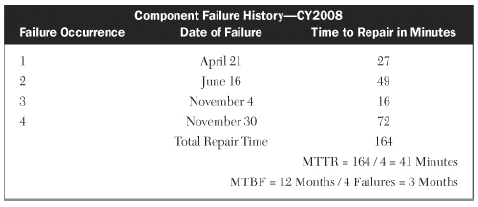 Component Failure History—CY2008
Failure Occurrence Date of Failure Time to Repair in Minutes
1 April 21 27
2 June 16 49
3 November 4 16
4 November 30 72
Total Repair Time 164
MTTR = 164 / 4 = 41 Minutes
MTBF = 12 Months / 4 Failures = 3 Months